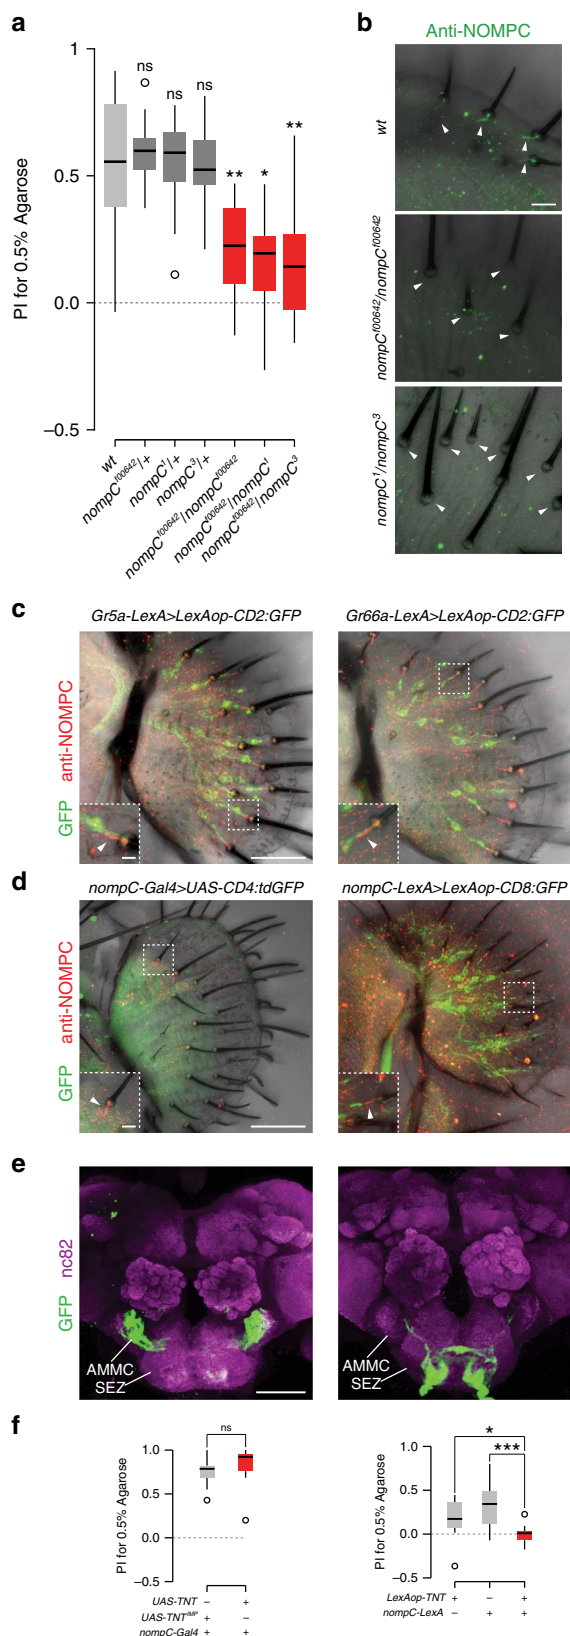 a
PI for 0.5% Agarose
1
0.5
0.0
–0.5
ns
ns
ns
**
*
**
wt
nompC^f00642/+
nompC^1/+
nompC^3/+
nompC^f00642/nompC^f00642
nompC^f00642/nompC^1
nompC^f00642/nompC^3
b
Anti-NOMPC
wt
nompC^f00642/nompC^f00642
nompC^1/nompC^3
c
Gr5a-LexA>LexAop-CD2:GFP
Gr66a-LexA>LexAop-CD2:GFP
GFP anti-NOMPC
d
nompC-Gal4>UAS-CD4:tdGFP
nompC-LexA>LexAop-CD8:GFP
GFP anti-NOMPC
e
GFP nc82
AMMC
SEZ
AMMC
SEZ
f
PI for 0.5% Agarose
1.0
0.5
0.0
–0.5
ns
UAS-TNT – +
UAS-TNT^IMP + –
nompC-Gal4 + +
PI for 0.5% Agarose
1.0
0.5
0.0
–0.5
*
***
LexAop-TNT + – +
nompC-LexA – + +